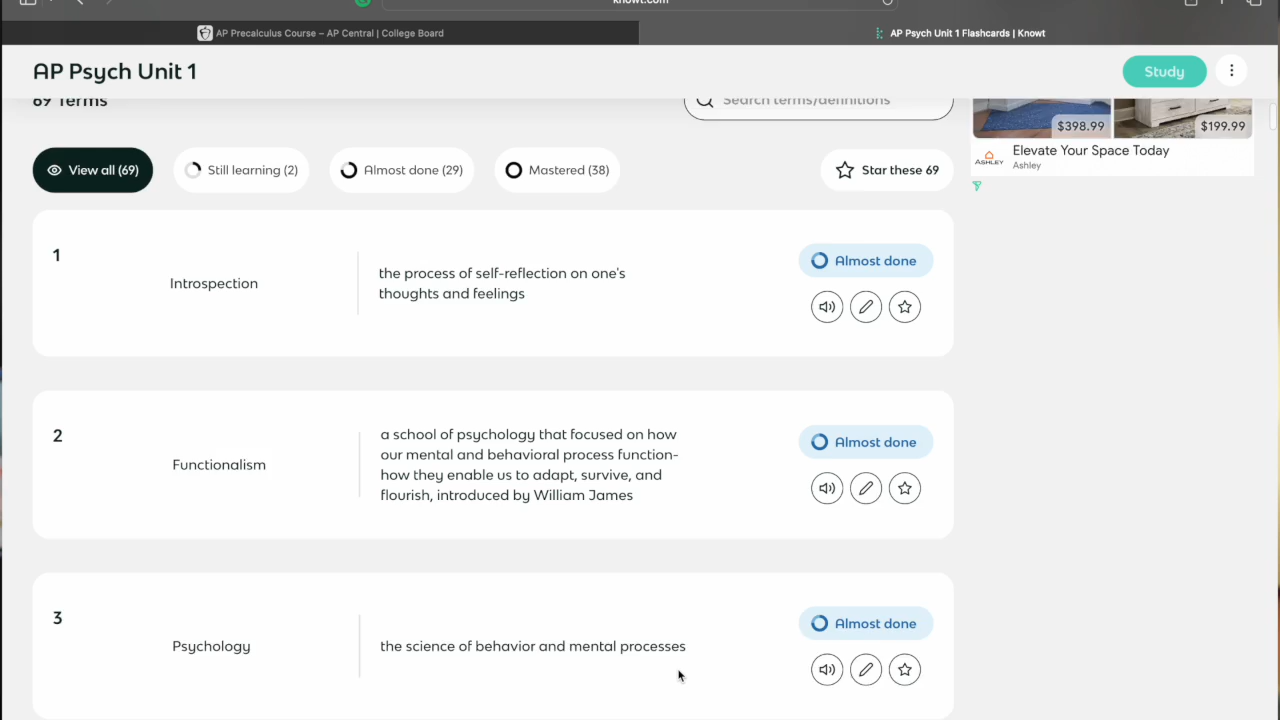 knowt.com
AP Precalculus Course – AP Central | College Board
AP Psych Unit 1 Flashcards | Knowt
AP Psych Unit 1
Study
69 Terms
Search terms/definitions
$398.99
$199.99
ASHLEY
Elevate Your Space Today
Ashley
View all (69)
Still learning (2)
Almost done (29)
Mastered (38)
Star these 69
1
Introspection
the process of self-reflection on one's
thoughts and feelings
Almost done
2
Functionalism
a school of psychology that focused on how
our mental and behavioral process function-
how they enable us to adapt, survive, and
flourish, introduced by William James
Almost done
3
Psychology
the science of behavior and mental processes
Almost done